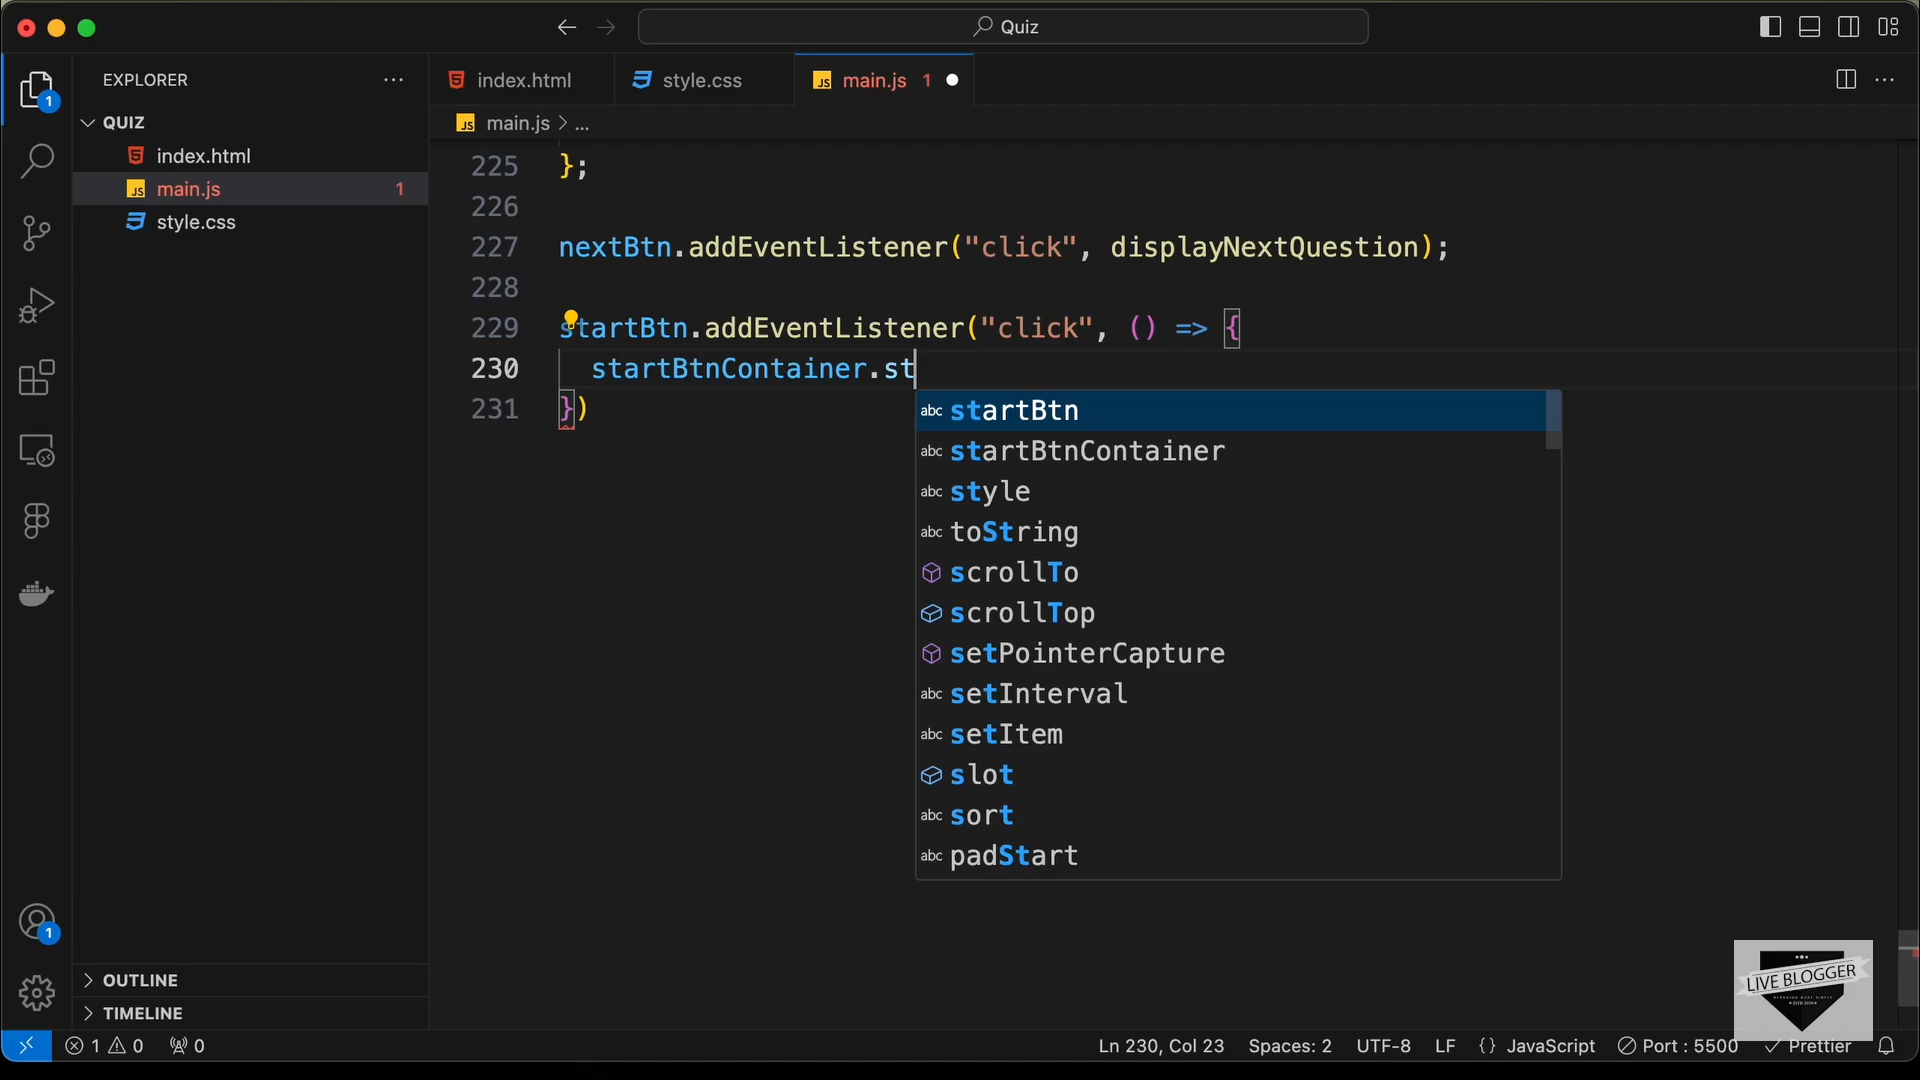 Quiz
EXPLORER
1
QUIZ
index.html
main.js 1
style.css
OUTLINE
TIMELINE
1
index.html
style.css
main.js 1
main.js > ...
225 };
226
227 nextBtn.addEventListener("click", displayNextQuestion);
228
229 startBtn.addEventListener("click", () => {
230 startBtnContainer.st
231 })
abc startBtn
abc startBtnContainer
abc style
abc toString
scrollTo
scrollTop
setPointerCapture
abc setInterval
abc setItem
slot
abc sort
abc padStart
LIVE BLOGGER
1 0 0
Ln 230, Col 23 Spaces: 2 UTF-8 LF {} JavaScript Port : 5500 Prettier